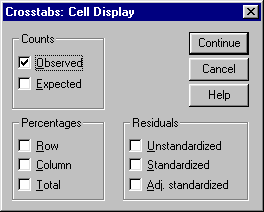 Crosstabs: Cell Display
Counts
Observed
Expected
Continue
Cancel
Help
Percentages
Row
Column
Total
Residuals
Unstandardized
Standardized
Adj. standardized